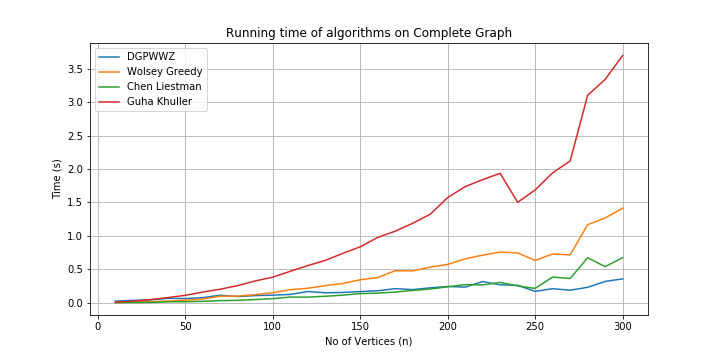 Running time of algorithms on Complete Graph
DGPWWZ
Wolsey Greedy
Chen Liestman
Guha Khuller
Time (s)
3.5
3.0
2.5
2.0
1.5
1.0
0.5
0.0
0
50
100
150
200
250
300
No of Vertices (n)